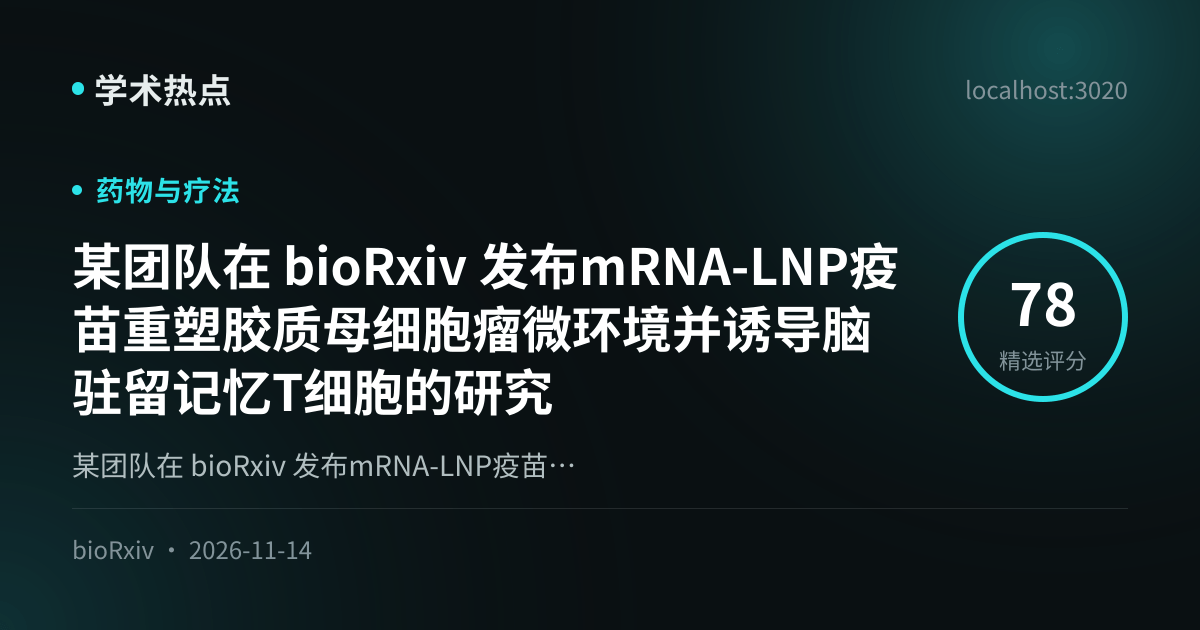 学术热点
localhost:3020
药物与疗法
某团队在 bioRxiv 发布mRNA-LNP疫
苗重塑胶质母细胞瘤微环境并诱导脑
驻留记忆T细胞的研究
78
精选评分
某团队在 bioRxiv 发布mRNA-LNP疫苗…
bioRxiv • 2026-11-14